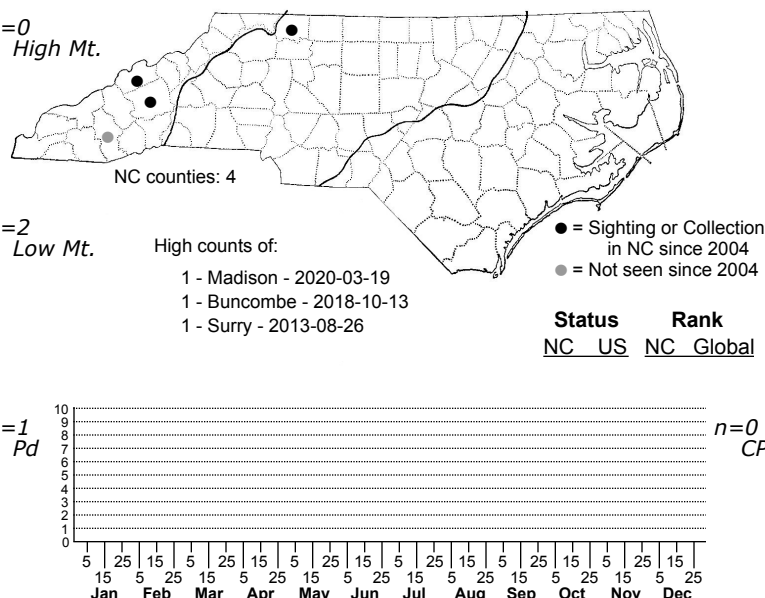 =0
High Mt.
NC counties: 4
=2
Low Mt.
High counts of:
1 - Madison - 2020-03-19
1 - Buncombe - 2018-10-13
1 - Surry - 2013-08-26
● = Sighting or Collection
in NC since 2004
● = Not seen since 2004
Status Rank
NC US NC Global
=1
Pd
n=0
CP
10
9
8
7
6
5
4
3
2
1
0
5 25 15 5 25 15 5 25 15 5 25 15 5 25 15 5 25 15
15 5 25 15 5 25 15 5 25 15 5 25 15 5 25 15 5 25
Jan Feb Mar Apr May Jun Jul Aug Sep Oct Nov Dec